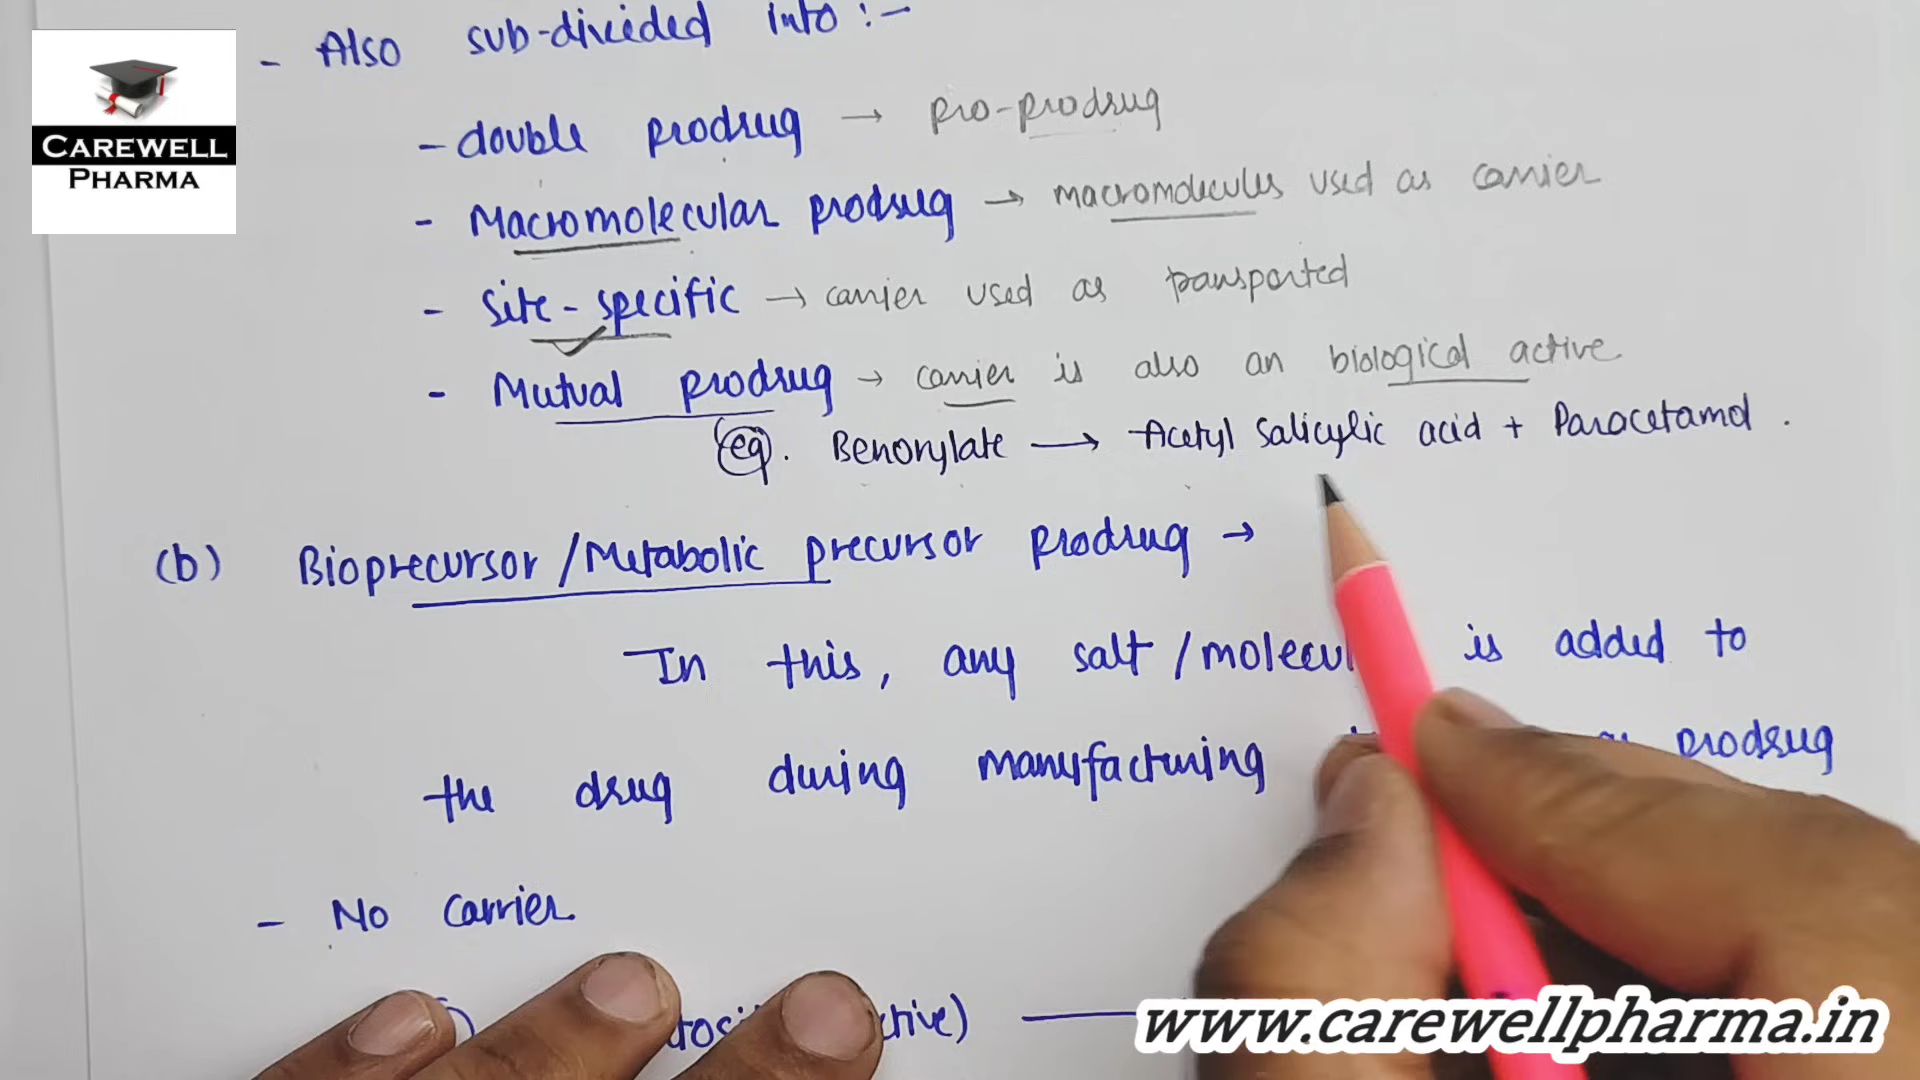 - Also sub-divided into :-
CAREWELL
PHARMA
- double prodrug → pro-prodrug
- Macromolecular prodrug → macromolecules used as carrier
- Site-specific → carrier used as transported
- Mutual prodrug → carrier is also an biological active
eg. Benorylate → Acetyl Salicylic acid + Paracetamol.
(b) Bioprecursor/Metabolic precursor prodrug →
In this, any salt/molecul is added to
the drug during manufacturing prodrug
- No carrier.
www.carewellpharma.in